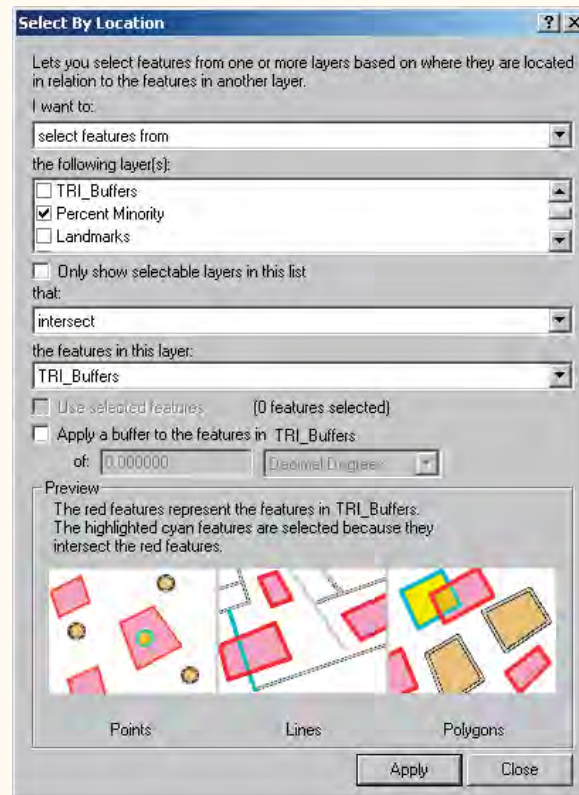 Select By Location
Lets you select features from one or more layers based on where they are located
in relation to the features in another layer.
I want to:
select features from
the following layer(s):
TRI_Buffers
Percent Minority
Landmarks
Only show selectable layers in this list
that:
intersect
the features in this layer:
TRI_Buffers
Use selected features (0 features selected)
Apply a buffer to the features in TRI_Buffers
of: 0.000000 Decimal Degrees
Preview
The red features represent the features in TRI_Buffers.
The highlighted cyan features are selected because they
intersect the red features.
Points Lines Polygons
Apply Close